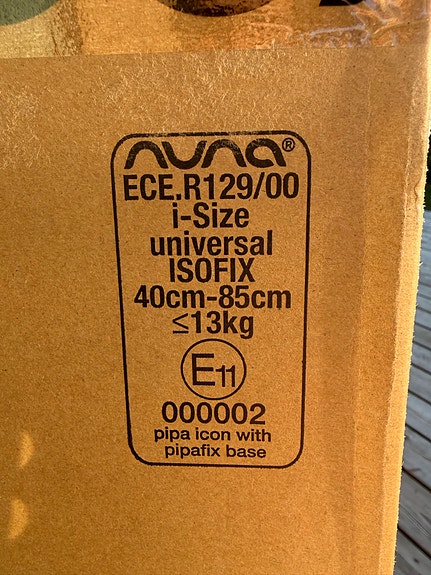 nuna®
ECE.R129/00
i-Size
universal
ISOFIX
40cm-85cm
≤13kg
E11
000002
pipa icon with
pipafix base